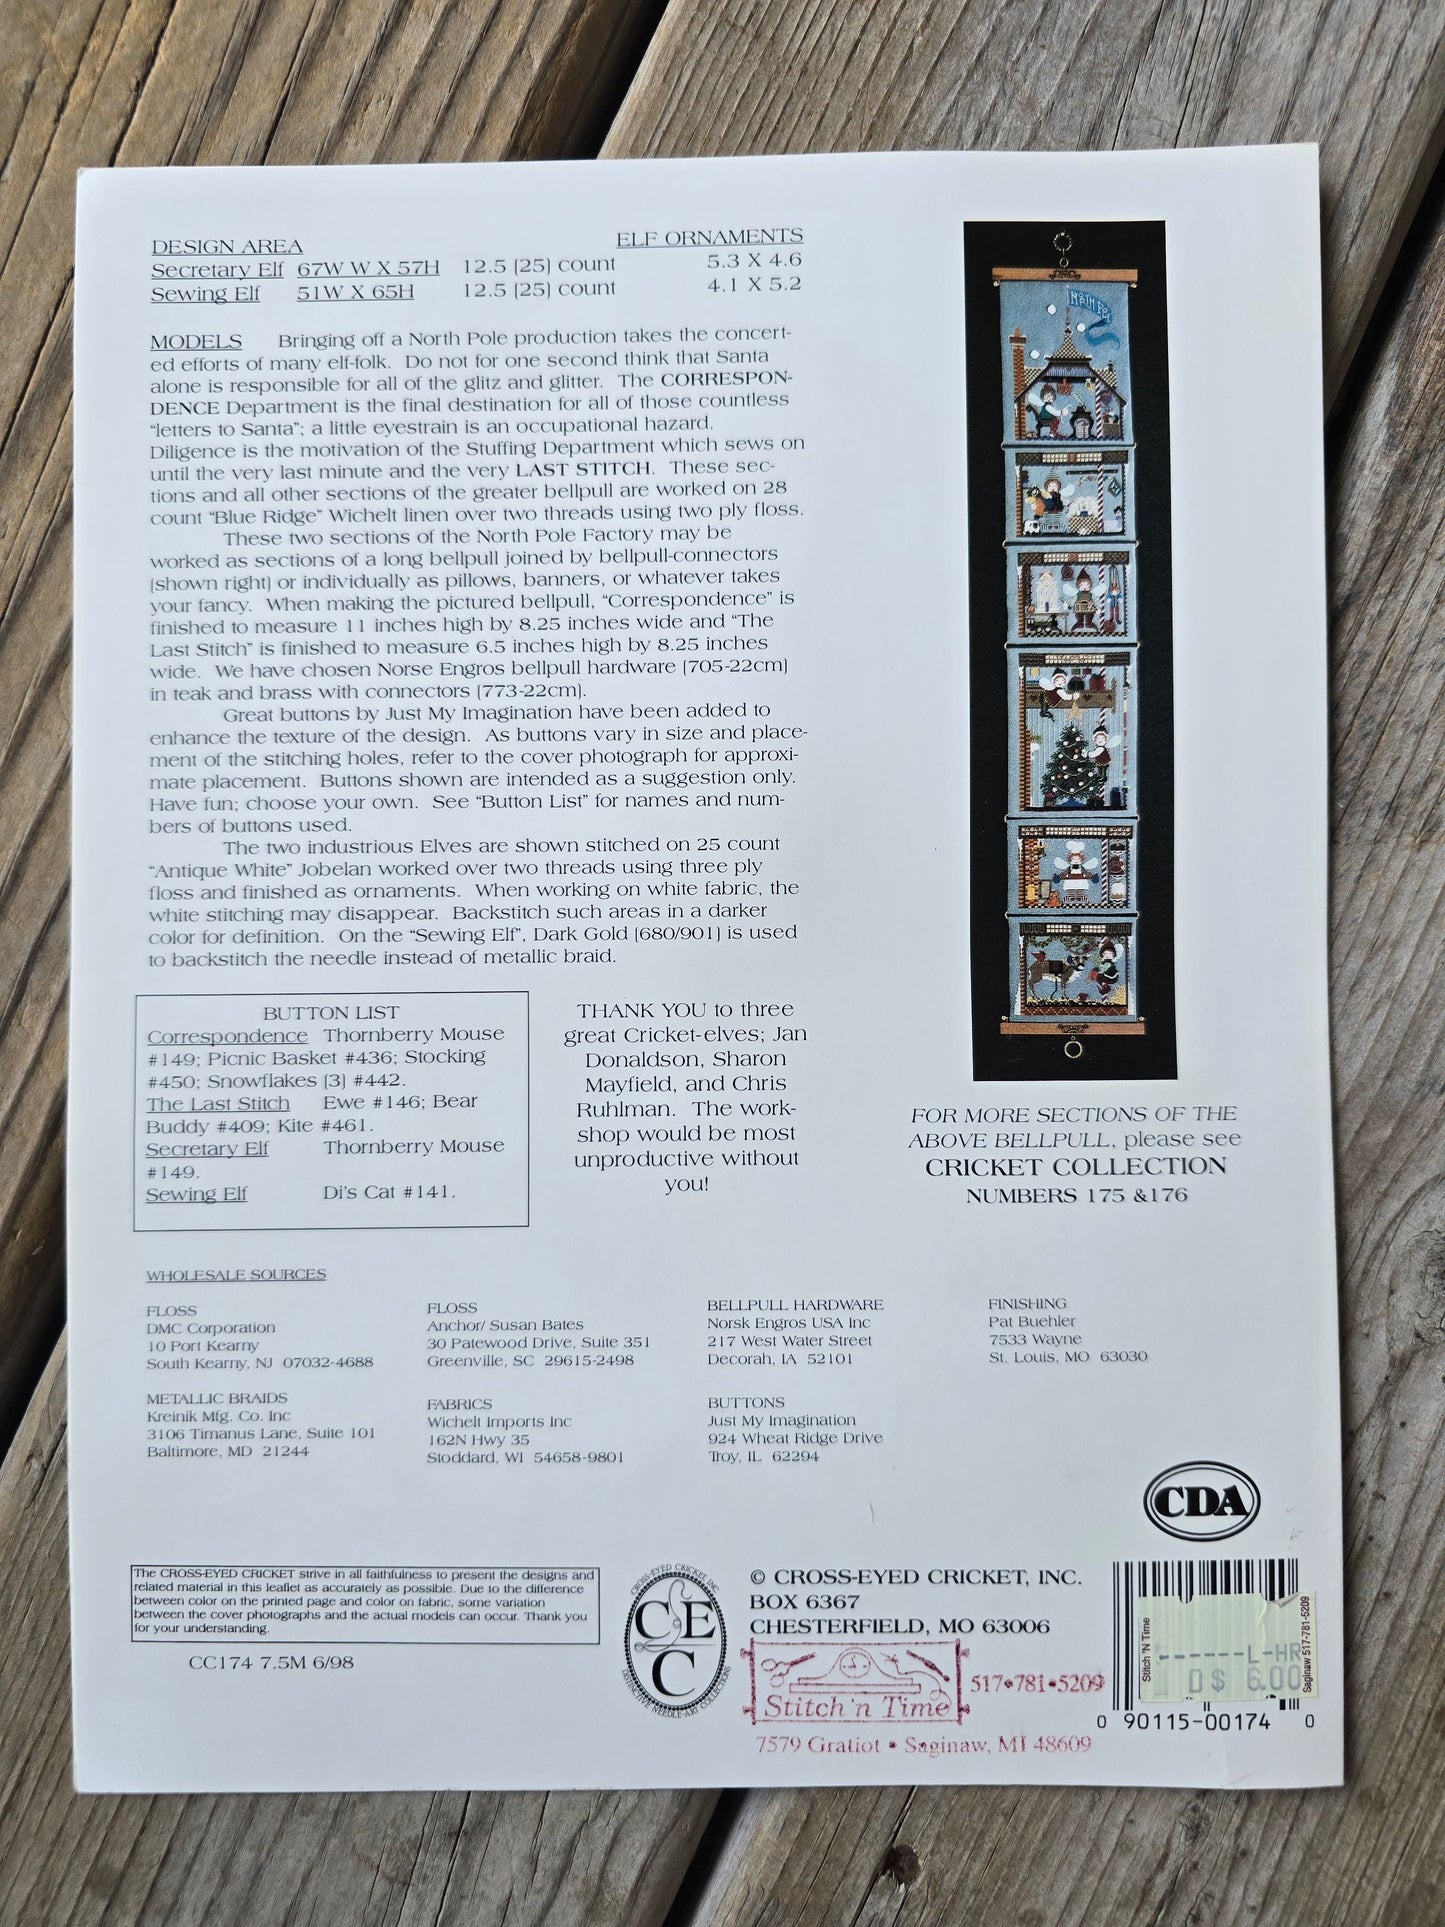 DESIGN AREA
ELF ORNAMENTS
Secretary Elf 67W W X 57H 12.5 (25) count 5.3 X 4.6
Sewing Elf 51W X 65H 12.5 (25) count 4.1 X 5.2
MODELS Bringing off a North Pole production takes the concert-
ed efforts of many elf-folk. Do not for one second think that Santa
alone is responsible for all of the glitz and glitter. The CORRESPON-
DENCE Department is the final destination for all of those countless
"letters to Santa"; a little eyestrain is an occupational hazard.
Diligence is the motivation of the Stuffing Department which sews on
until the very last minute and the very LAST STITCH. These sec-
tions and all other sections of the greater bellpull are worked on 28
count "Blue Ridge" Wichelt linen over two threads using two ply floss.
These two sections of the North Pole Factory may be
worked as sections of a long bellpull joined by bellpull-connectors
(shown right) or individually as pillows, banners, or whatever takes
your fancy. When making the pictured bellpull, "Correspondence" is
finished to measure 11 inches high by 8.25 inches wide and "The
Last Stitch" is finished to measure 6.5 inches high by 8.25 inches
wide. We have chosen Norse Engros bellpull hardware (705-22cm)
in teak and brass with connectors (773-22cm).
Great buttons by Just My Imagination have been added to
enhance the texture of the design. As buttons vary in size and place-
ment of the stitching holes, refer to the cover photograph for approxi-
mate placement. Buttons shown are intended as a suggestion only.
Have fun; choose your own. See "Button List" for names and num-
bers of buttons used.
The two industrious Elves are shown stitched on 25 count
"Antique White" Jobelan worked over two threads using three ply
floss and finished as ornaments. When working on white fabric, the
white stitching may disappear. Backstitch such areas in a darker
color for definition. On the "Sewing Elf", Dark Gold (680/901) is used
to backstitch the needle instead of metallic braid.
BUTTON LIST
Correspondence Thornberry Mouse
#149; Picnic Basket #436; Stocking
#450; Snowflakes (3) #442.
The Last Stitch Ewe #146; Bear
Buddy #409; Kite #461.
Secretary Elf Thornberry Mouse
#149.
Sewing Elf Di's Cat #141.
THANK YOU to three
great Cricket-elves; Jan
Donaldson, Sharon
Mayfield, and Chris
Ruhlman. The work-
shop would be most
unproductive without
you!
NORTH POLE
FOR MORE SECTIONS OF THE
ABOVE BELLPULL, please see
CRICKET COLLECTION
NUMBERS 175 &176
WHOLESALE SOURCES
FLOSS
DMC Corporation
10 Port Kearny
South Kearny, NJ 07032-4688
FLOSS
Anchor/ Susan Bates
30 Patewood Drive, Suite 351
Greenville, SC 29615-2498
BELLPULL HARDWARE
Norsk Engros USA Inc
217 West Water Street
Decorah, IA 52101
FINISHING
Pat Buehler
7533 Wayne
St. Louis, MO 63030
METALLIC BRAIDS
Kreinik Mfg. Co. Inc
3106 Timanus Lane, Suite 101
Baltimore, MD 21244
FABRICS
Wichelt Imports Inc
162N Hwy 35
Stoddard, WI 54658-9801
BUTTONS
Just My Imagination
924 Wheat Ridge Drive
Troy, IL 62294
CDA
The CROSS-EYED CRICKET strive in all faithfulness to present the designs and
related material in this leaflet as accurately as possible. Due to the difference
between color on the printed page and color on fabric, some variation
between the cover photographs and the actual models can occur. Thank you
for your understanding.
CC174 7.5M 6/98
CROSS-EYED CRICKET, INC.
CEC
DISTINCTIVE NEEDLE-ART COLLECTIONS
© CROSS-EYED CRICKET, INC.
BOX 6367
CHESTERFIELD, MO 63006
Stitch'n Time
517•781•5209
7579 Gratiot • Saginaw, MI 48609
Stitch 'N Time
------L-HR
D$ 6.00
Saginaw 517-781-5209
0 90115-00174 0